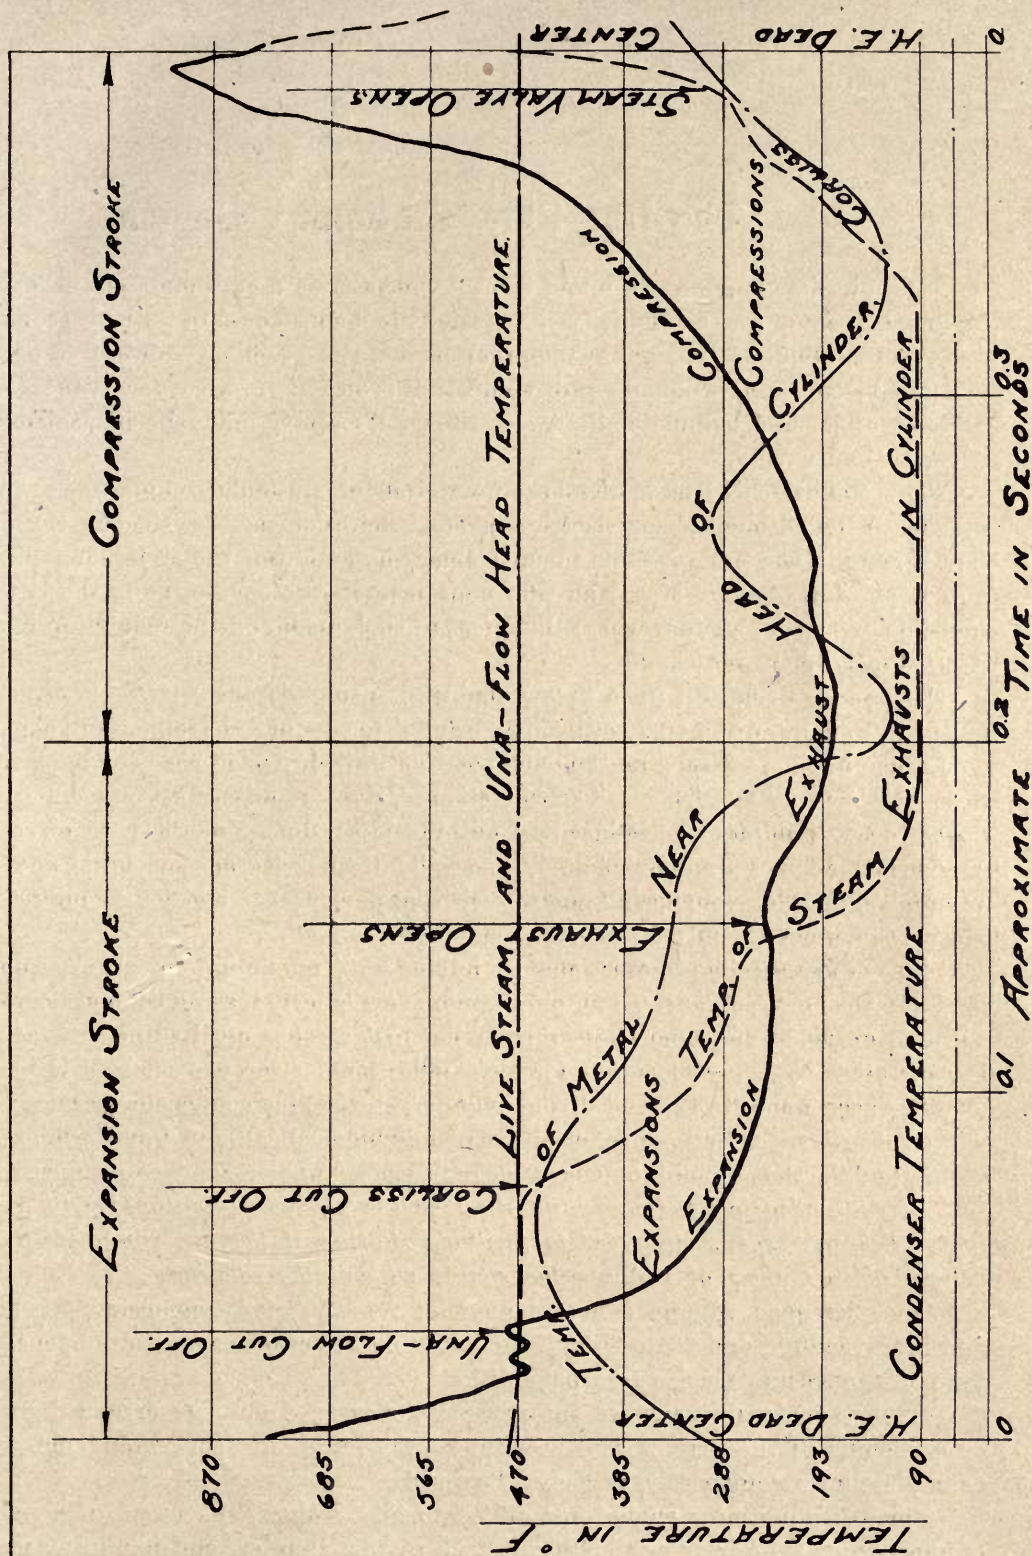 EXPANSION STROKE
COMPRESSION STROKE
870
685
565
470
385
288
193
90
TEMPERATURE IN °F
UNA-FLOW CUT OFF.
CORLISS CUT OFF.
LIVE STEAM, AND UNA-FLOW HEAD TEMPERATURE.
EXHAUST OPENS
STEAM VALVE OPENS
H.E. DEAD CENTER
H.E. DEAD CENTER
TEMP. OF METAL NEAR HEAD OF CYLINDER.
EXPANSIONS
EXPANSION
TEMP. OF STEAM EXHAUSTS IN CYLINDER
EXHAUST
COMPRESSION
COMPRESSIONS
CORLISS
CONDENSER TEMPERATURE
0
0.1
0.2
0.3
0
APPROXIMATE TIME IN SECONDS